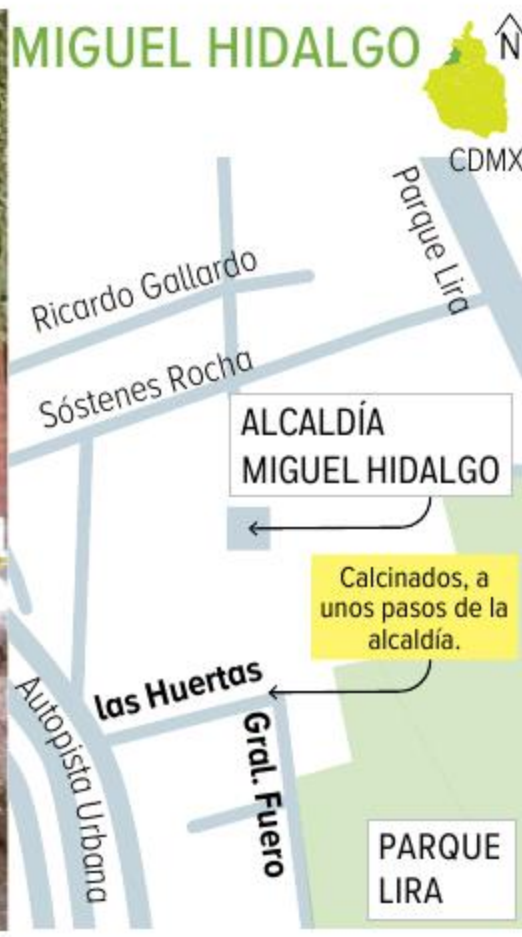 MIGUEL HIDALGO
N
CDMX
Parque Lira
Ricardo Gallardo
Sóstenes Rocha
ALCALDÍA
MIGUEL HIDALGO
Calcinados, a
unos pasos de la
alcaldía.
las Huertas
Autopista Urbana
Gral. Fuero
PARQUE
LIRA